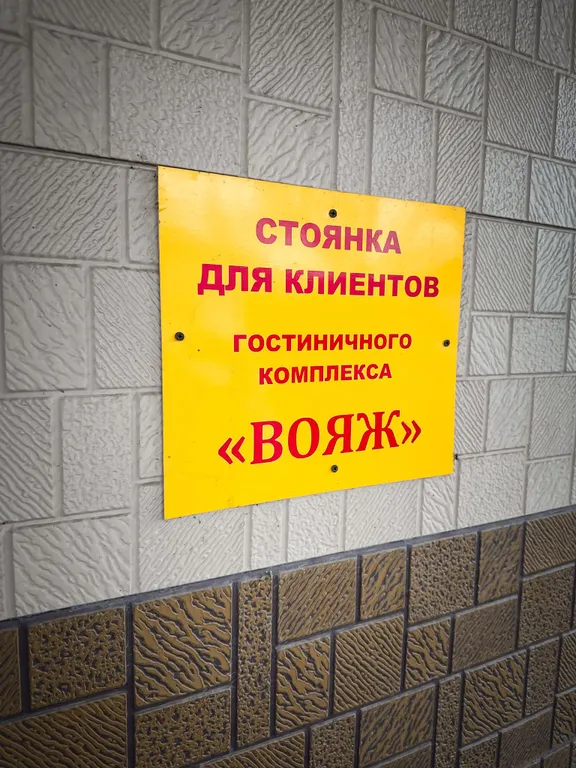 СТОЯНКА
ДЛЯ КЛИЕНТОВ
ГОСТИНИЧНОГО
КОМПЛЕКСА
«ВОЯЖ»